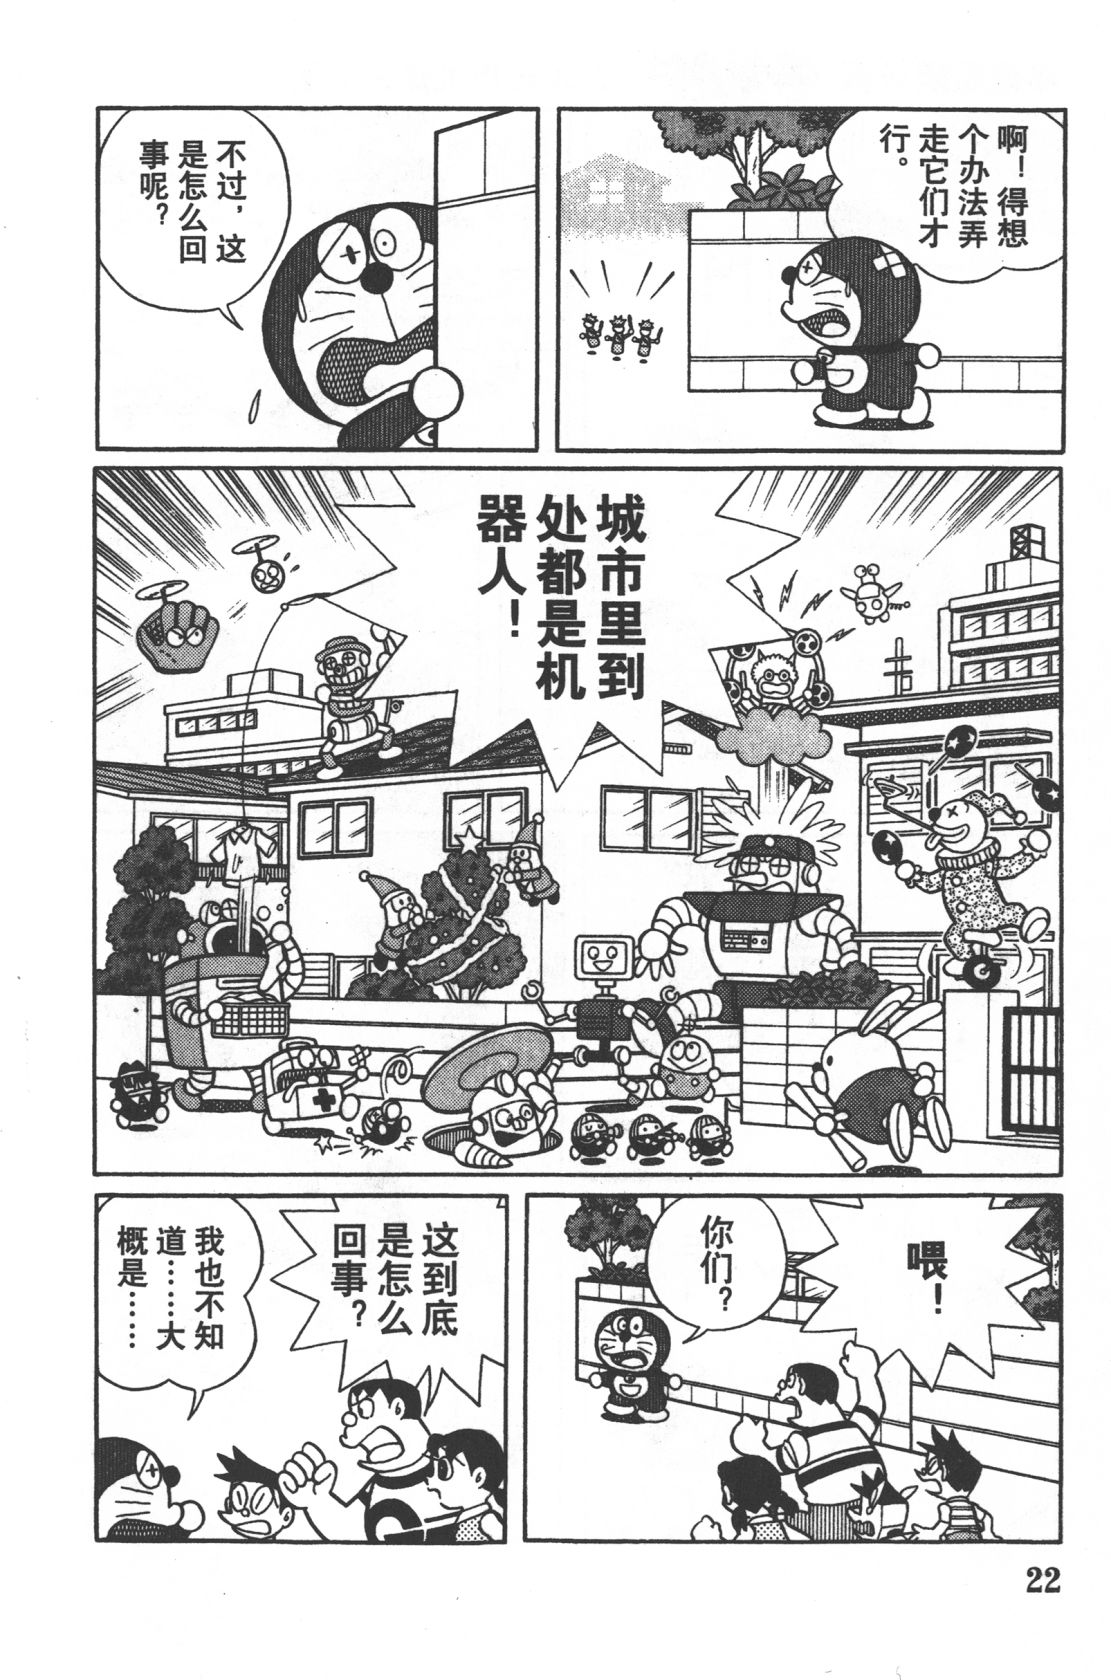 啊！得想
个办法弄
走它们才
行。
不过，这
是怎么回
事呢？
城市里到
处都是机
器人！
喂！
你们？
这到底
是怎么
回事？
我也不知
道……大
概是……
22